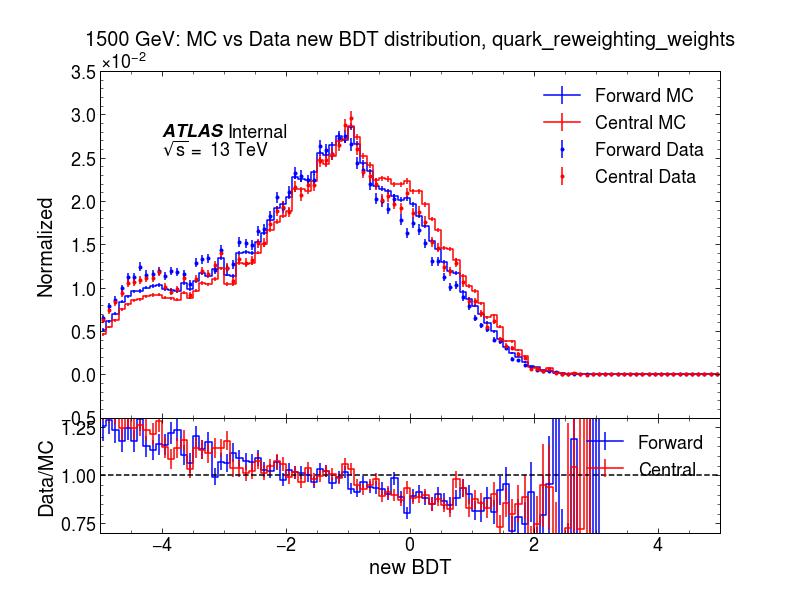 1500 GeV: MC vs Data new BDT distribution, quark_reweighting_weights
×10⁻²
3.5
3.0
2.5
2.0
1.5
1.0
0.5
0.0
0.5
Normalized
ATLAS Internal
√s = 13 TeV
Forward MC
Central MC
Forward Data
Central Data
1.25
1.00
0.75
Data/MC
Forward
Central
−4 −2 0 2 4
new BDT